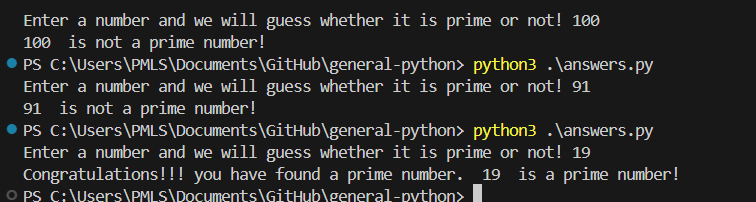 Enter a number and we will guess whether it is prime or not! 100
100  is not a prime number!
PS C:\Users\PMLS\Documents\GitHub\general-python> python3 .\answers.py
Enter a number and we will guess whether it is prime or not! 91
91  is not a prime number!
PS C:\Users\PMLS\Documents\GitHub\general-python> python3 .\answers.py
Enter a number and we will guess whether it is prime or not! 19
Congratulations!!! you have found a prime number.  19  is a prime number!
PS C:\Users\PMLS\Documents\GitHub\general-python>